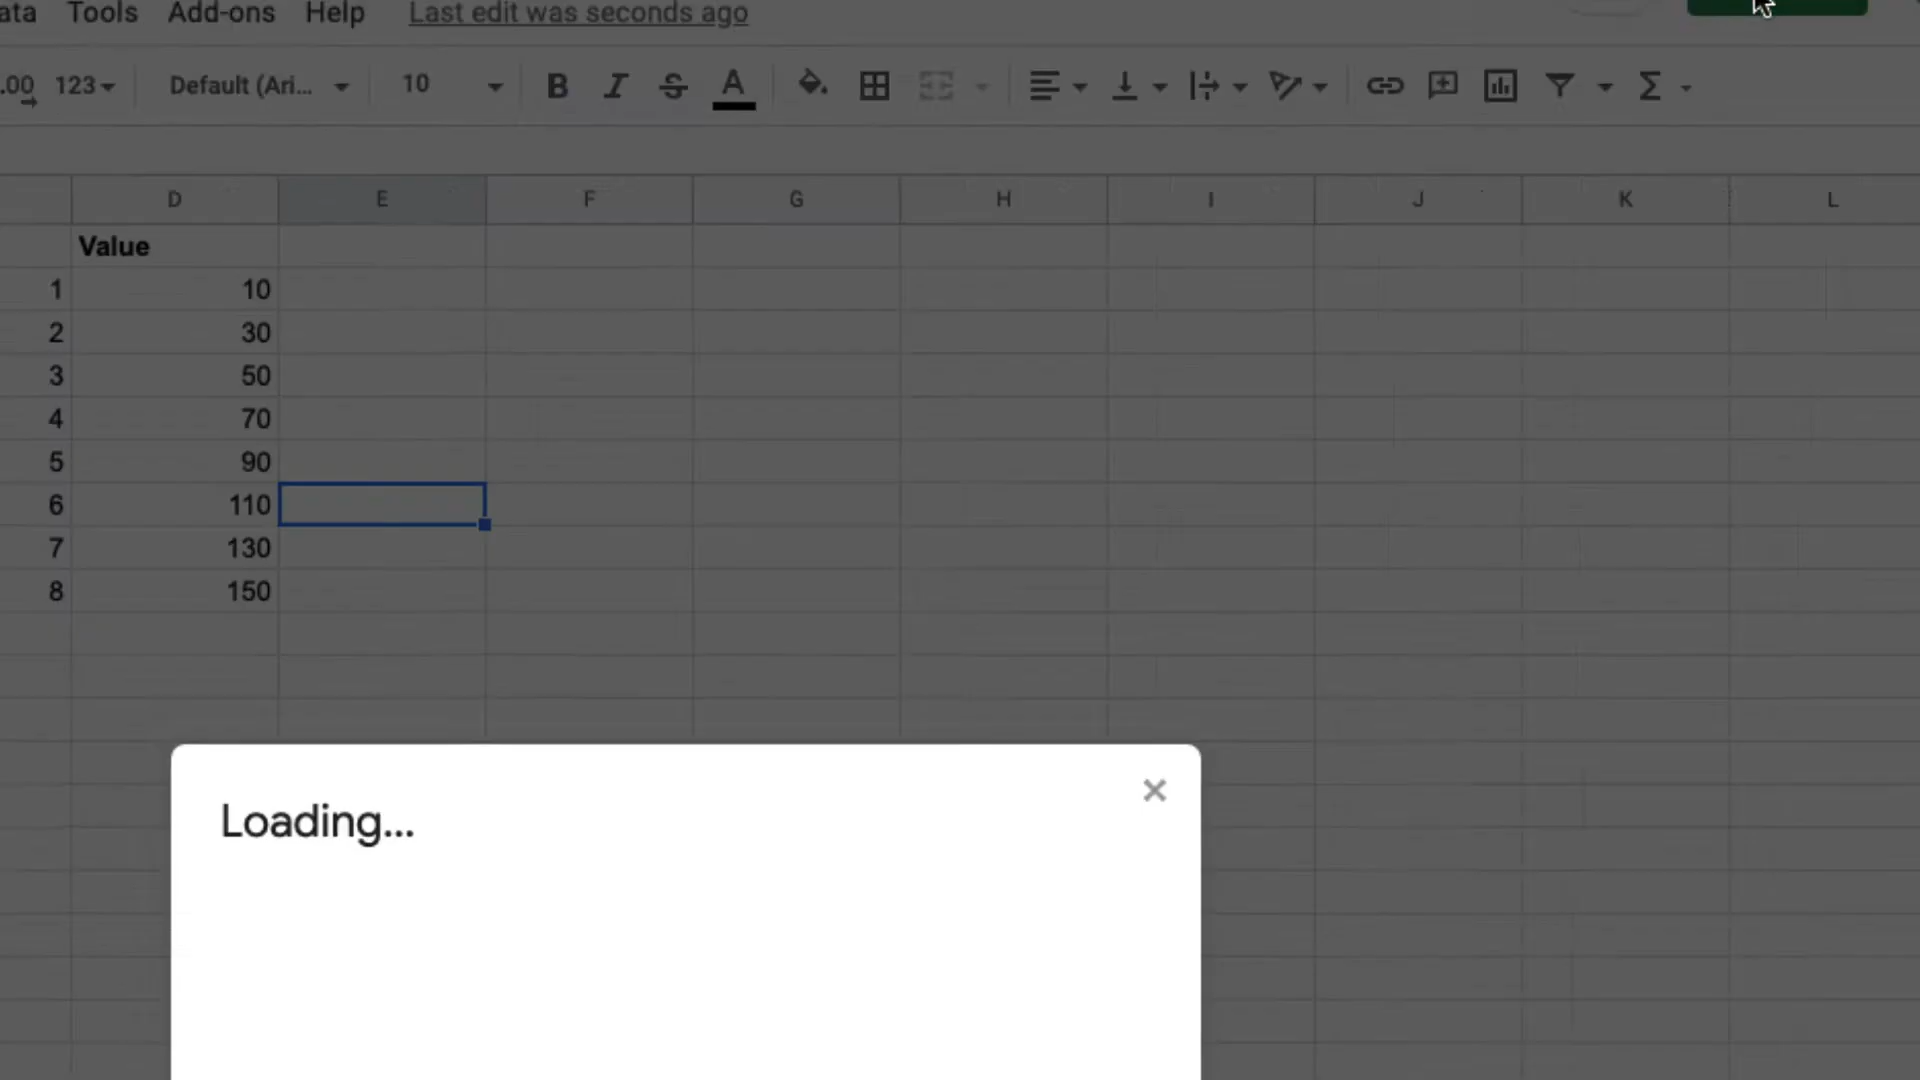 ata Tools Add-ons Help Last edit was seconds ago
.00 123 Default (Ari... 10 B I S A Σ
D E F G H I J K L
Value
1 10
2 30
3 50
4 70
5 90
6 110
7 130
8 150
Loading...